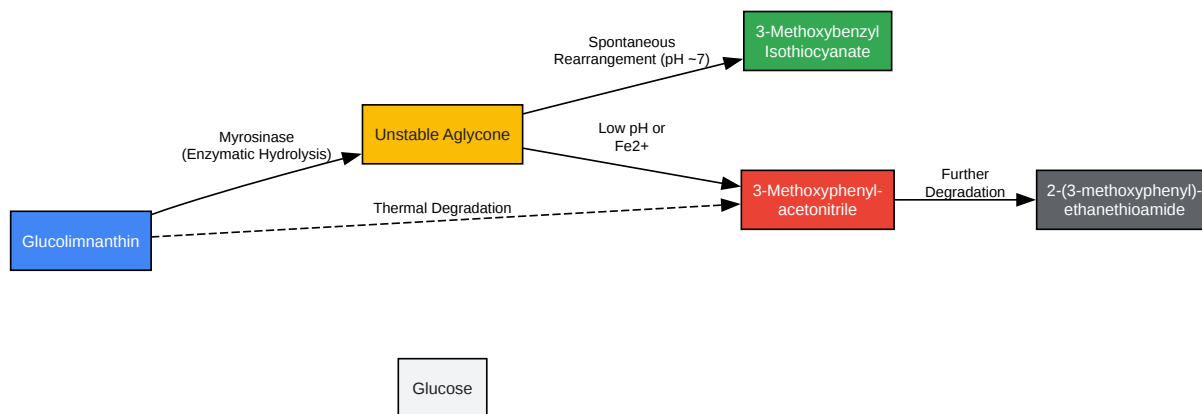 3-Methoxybenzyl
Isothiocyanate
Spontaneous
Rearrangement (pH ~7)
Unstable Aglycone
Myrosinase
(Enzymatic Hydrolysis)
Low pH or
Fe2+
3-Methoxyphenyl-
acetonitrile
Further
Degradation
2-(3-methoxyphenyl)-
ethanethioamide
Thermal Degradation
Glucolimnanthin
Glucose